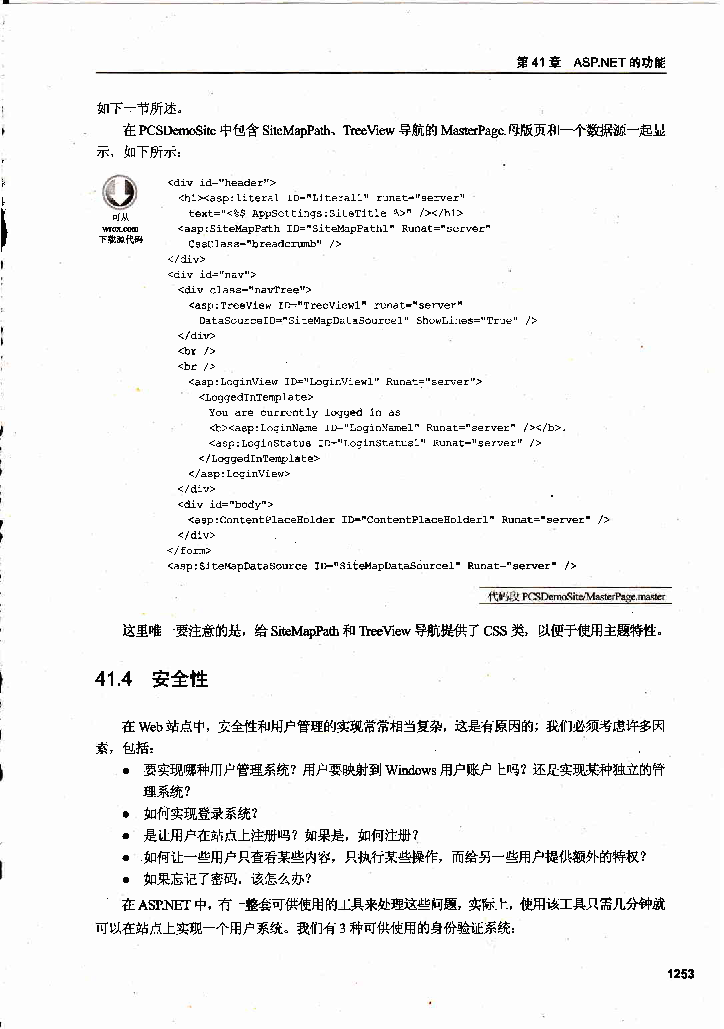 第 41 章 ASP.NET 的功能
如下一节所述。
在 PCSDemoSite 中包含 SiteMapPath、TreeView 导航的 MasterPage 母版页和一个数据源一起显
示，如下所示：
可从
wrox.com
下载源代码
<div id="header">
<h1><asp:literal ID="Literal1" runat="server"
text="<%$ AppSettings:SiteTitle %>" /></h1>
<asp:SiteMapPath ID="SiteMapPath1" Runat="server"
CssClass="breadcrumb" />
</div>
<div id="nav">
<div class="navTree">
<asp:TreeView ID="TreeView1" runat="server"
DataSourceID="SiteMapDataSource1" ShowLines="True" />
</div>
<br />
<br />
<asp:LoginView ID="LoginView1" Runat="server">
<LoggedInTemplate>
You are currently logged in as
<b><asp:LoginName ID="LoginName1" Runat="server" /></b>.
<asp:LoginStatus ID="LoginStatus1" Runat="server" />
</LoggedInTemplate>
</asp:LoginView>
</div>
<div id="body">
<asp:ContentPlaceHolder ID="ContentPlaceHolder1" Runat="server" />
</div>
</form>
<asp:SiteMapDataSource ID="SiteMapDataSource1" Runat="server" />
代码段 PCSDemoSite/MasterPage.master
这里唯一要注意的是，给 SiteMapPath 和 TreeView 导航提供了 CSS 类，以便于使用主题特性。
41.4 安全性
在 Web 站点中，安全性和用户管理的实现常常相当复杂，这是有原因的；我们必须考虑许多因
素，包括：
● 要实现哪种用户管理系统？用户要映射到 Windows 用户账户上吗？还是实现某种独立的管
理系统？
● 如何实现登录系统？
● 是让用户在站点上注册吗？如果是，如何注册？
● 如何让一些用户只查看某些内容，只执行某些操作，而给另一些用户提供额外的特权？
● 如果忘记了密码，该怎么办？
在 ASP.NET 中，有一整套可供使用的工具来处理这些问题，实际上，使用该工具只需几分钟就
可以在站点上实现一个用户系统。我们有 3 种可供使用的身份验证系统：
1253